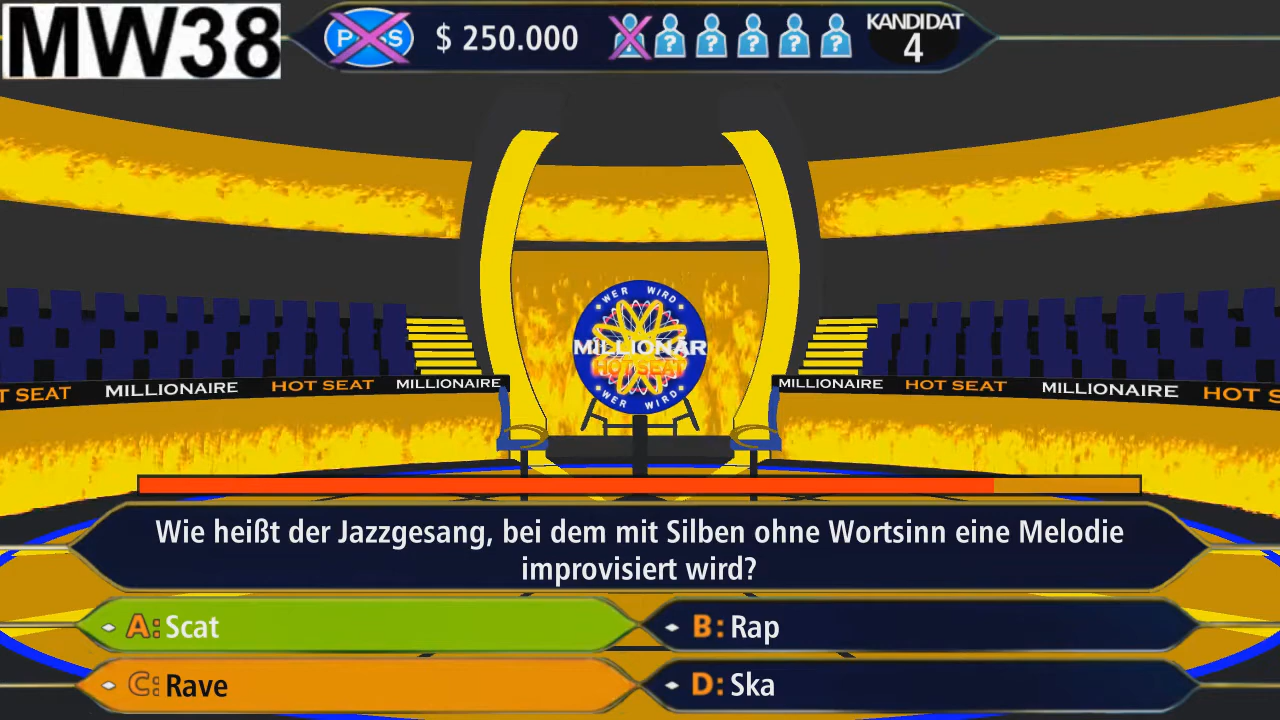 MW38
$ 250.000
? ? ? ? ?
KANDIDAT
4
WER WIRD
MILLIONÄR
HOT SEAT
WER WIRD
T SEAT MILLIONAIRE HOT SEAT MILLIONAIRE
MILLIONAIRE HOT SEAT MILLIONAIRE HOT S
Wie heißt der Jazzgesang, bei dem mit Silben ohne Wortsinn eine Melodie
improvisiert wird?
A: Scat
B: Rap
C: Rave
D: Ska